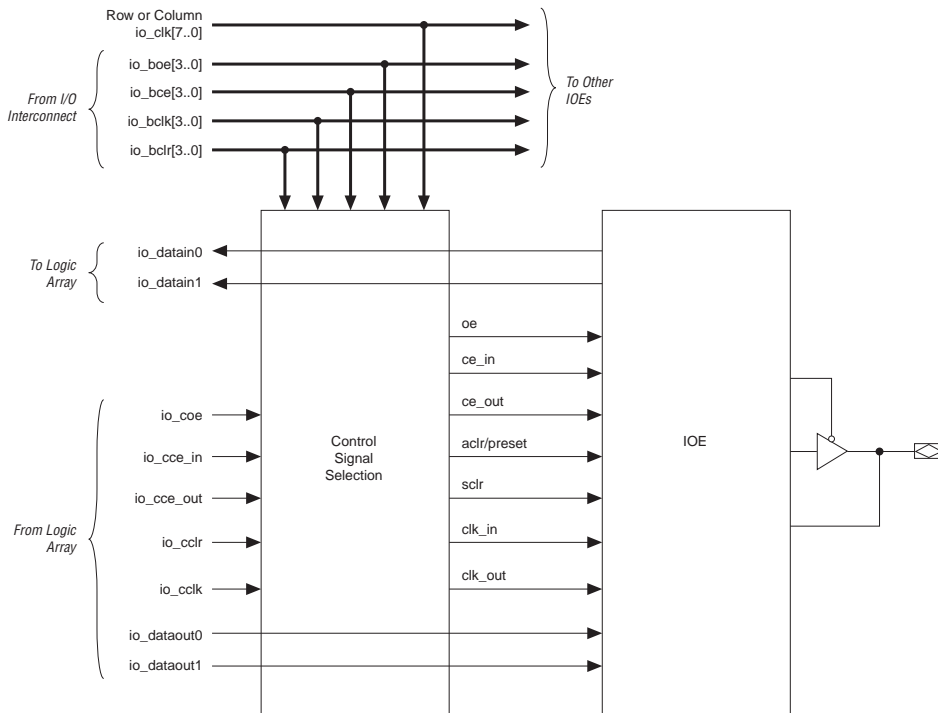 Row or Column
io_clk[7..0]
io_boe[3..0]
From I/O
Interconnect
io_bce[3..0]
io_bclk[3..0]
io_bclr[3..0]
To Other
IOEs
io_datain0
To Logic
Array
io_datain1
oe
ce_in
io_coe
ce_out
io_cce_in
Control
Signal
Selection
aclr/preset
IOE
io_cce_out
sclr
From Logic
Array
io_cclr
clk_in
io_cclk
clk_out
io_dataout0
io_dataout1